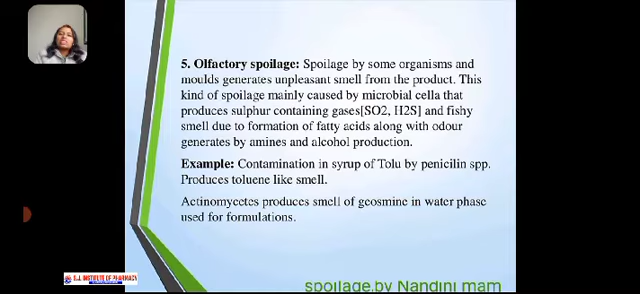 5. Olfactory spoilage: Spoilage by some organisms and
moulds generates unpleasant smell from the product. This
kind of spoilage mainly caused by microbial cella that
produces sulphur containing gases[SO2, H2S] and fishy
smell due to formation of fatty acids along with odour
generates by amines and alcohol production.
Example: Contamination in syrup of Tolu by penicilin spp.
Produces toluene like smell.
Actinomycetes produces smell of geosmine in water phase
used for formulations.
INSTITUTE OF PHARMACY
spoilage.by Nandini mam